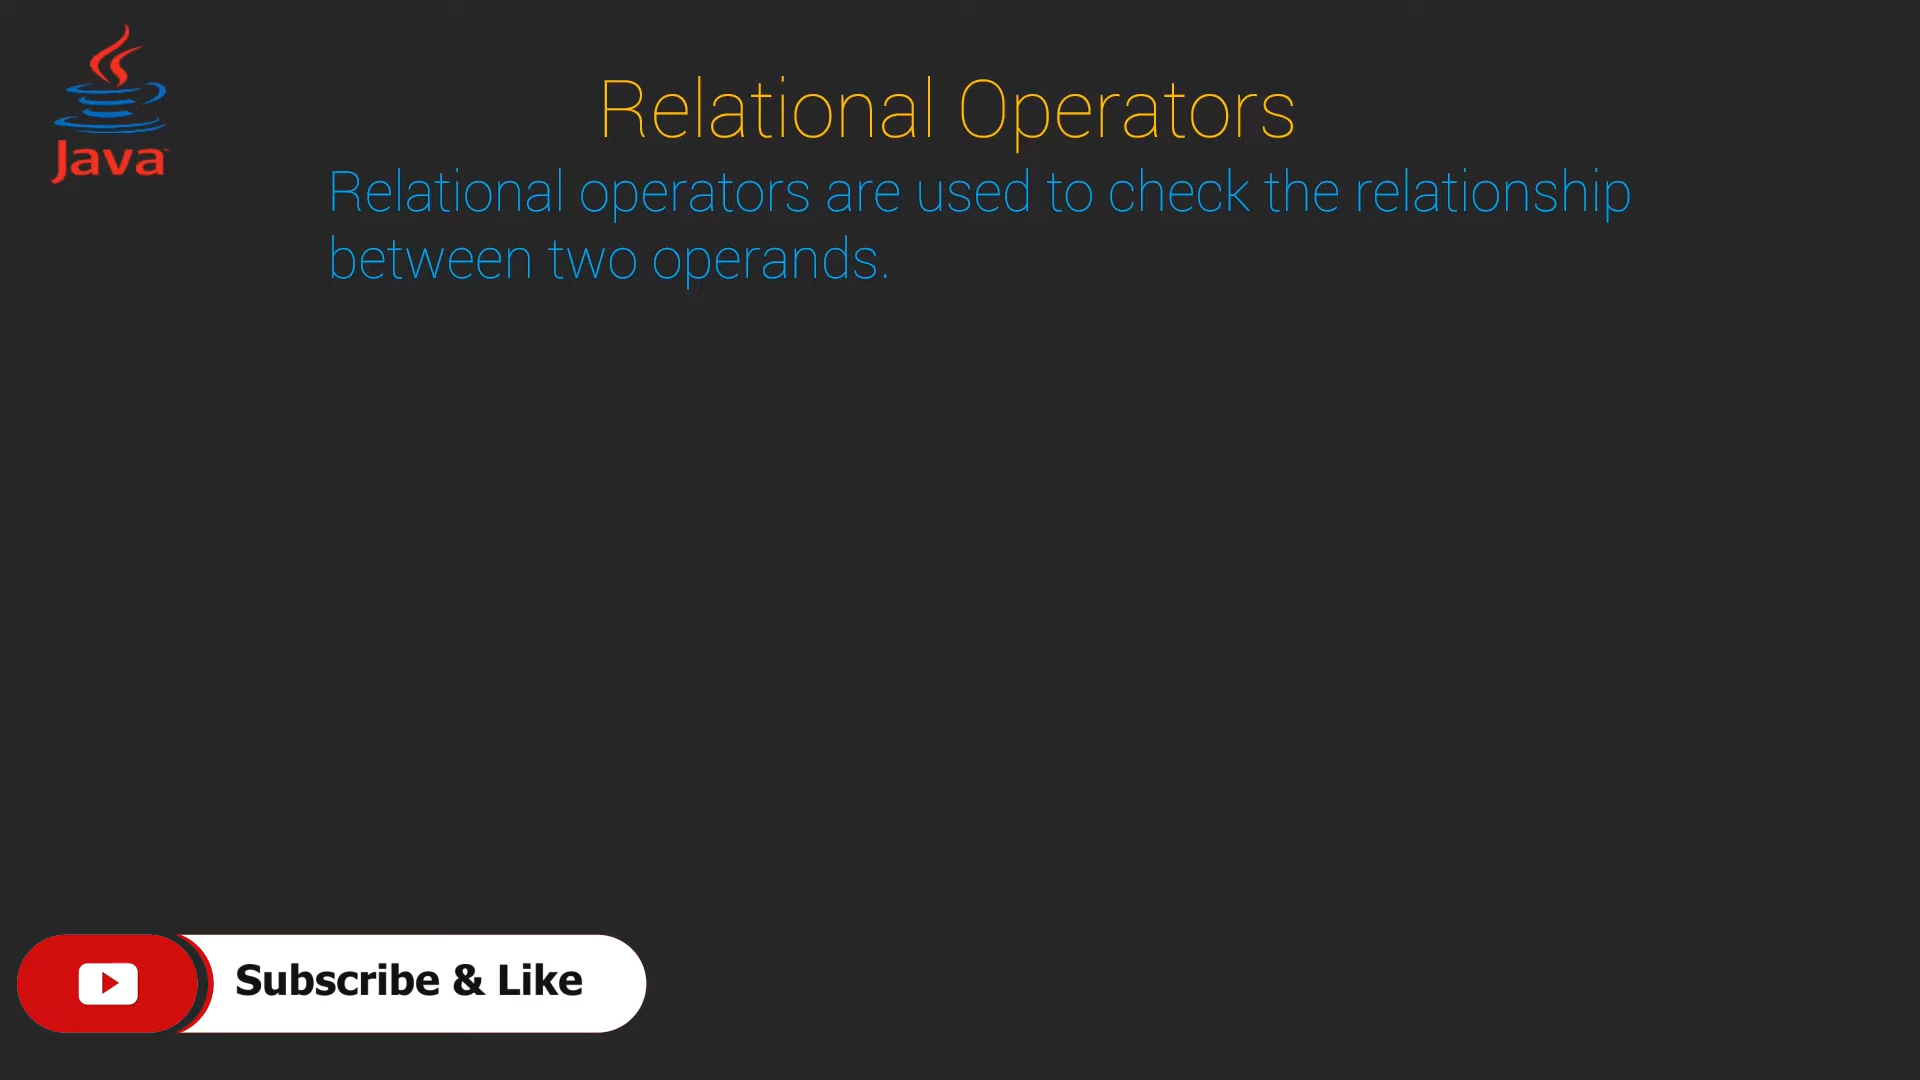 Java
Relational Operators
Relational operators are used to check the relationship
between two operands.
Subscribe & Like